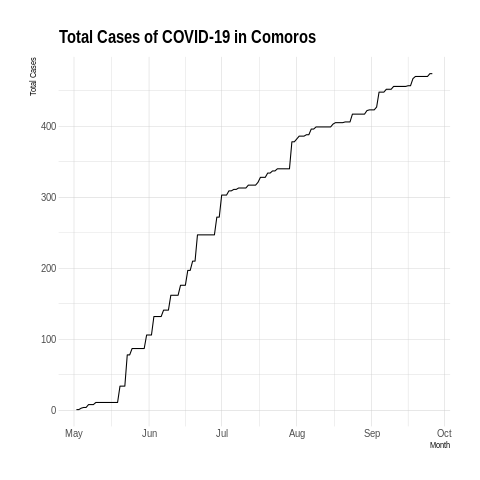 Total Cases of COVID-19 in Comoros
Total Cases
400
300
200
100
0
May Jun Jul Aug Sep Oct
Month